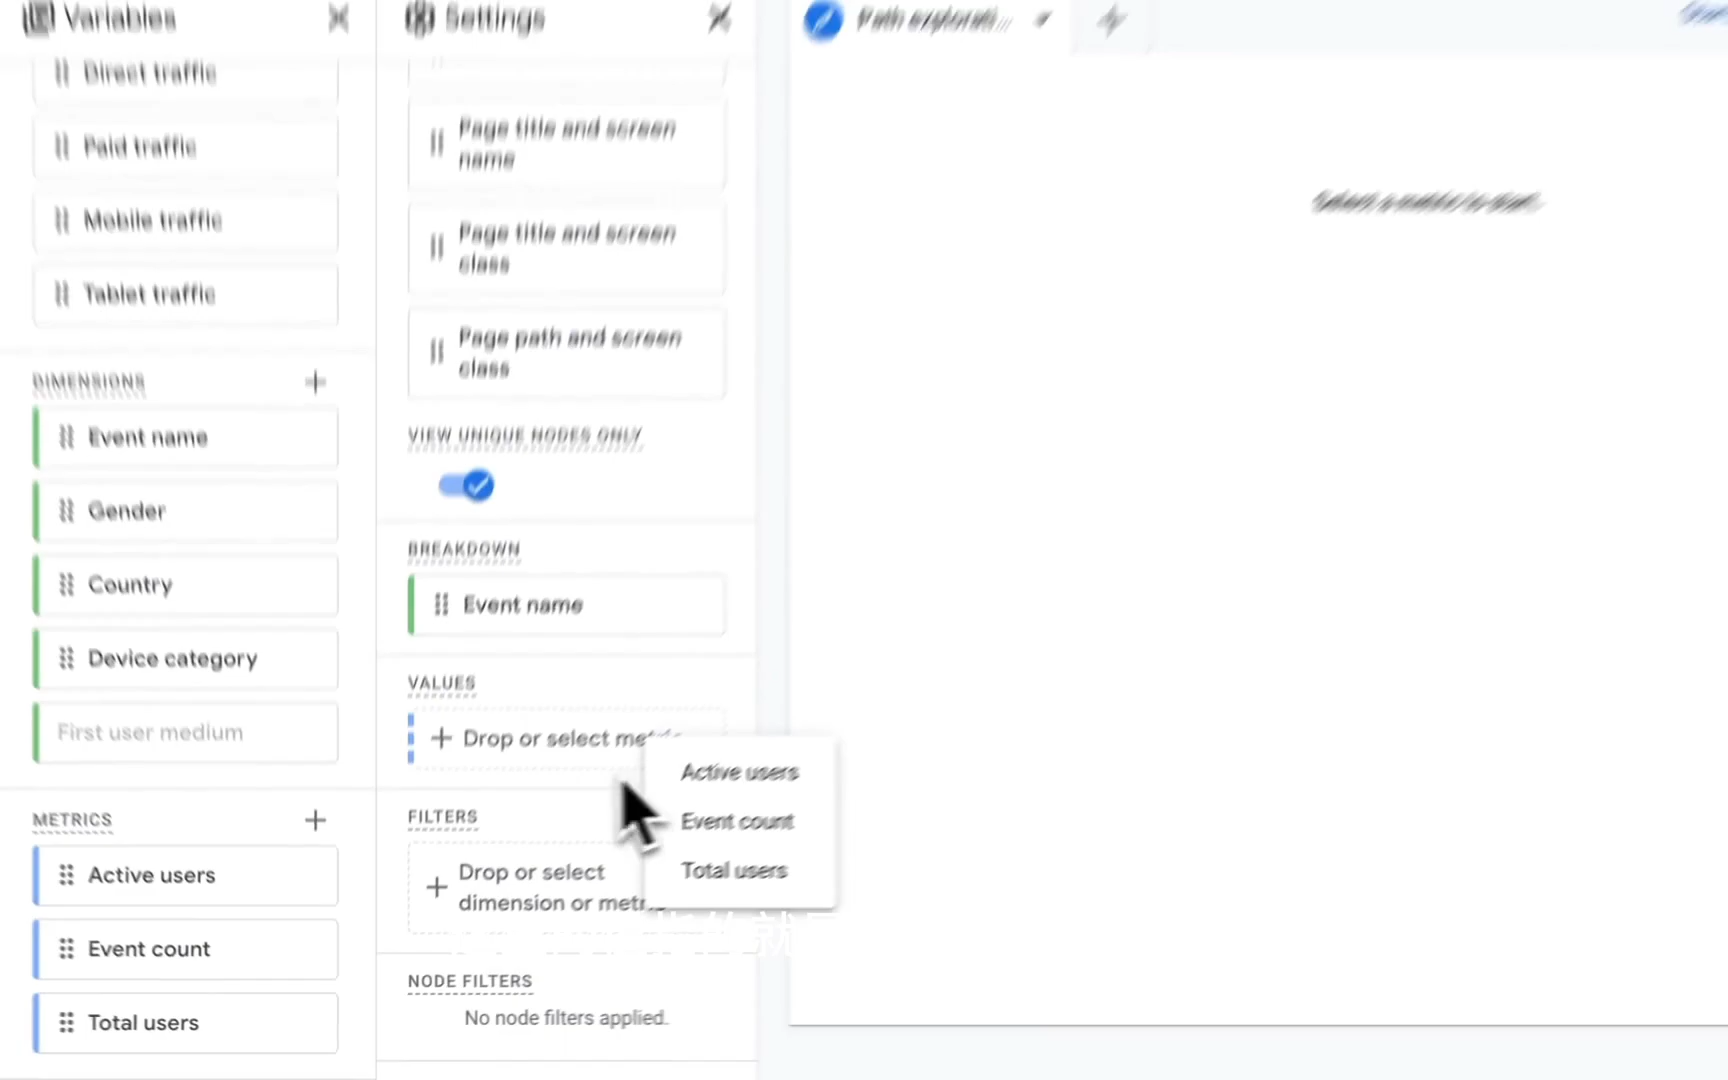 Variables
Direct traffic
Paid traffic
Mobile traffic
Tablet traffic
DIMENSIONS
Event name
Gender
Country
Device category
First user medium
METRICS
Active users
Event count
Total users
Settings
Page title and screen
name
Page title and screen
class
Page path and screen
class
VIEW UNIQUE NODES ONLY
BREAKDOWN
Event name
VALUES
Drop or select
Active users
Event count
Total users
FILTERS
Drop or select
dimension or
NODE FILTERS
No node filters applied.
Path explorati...